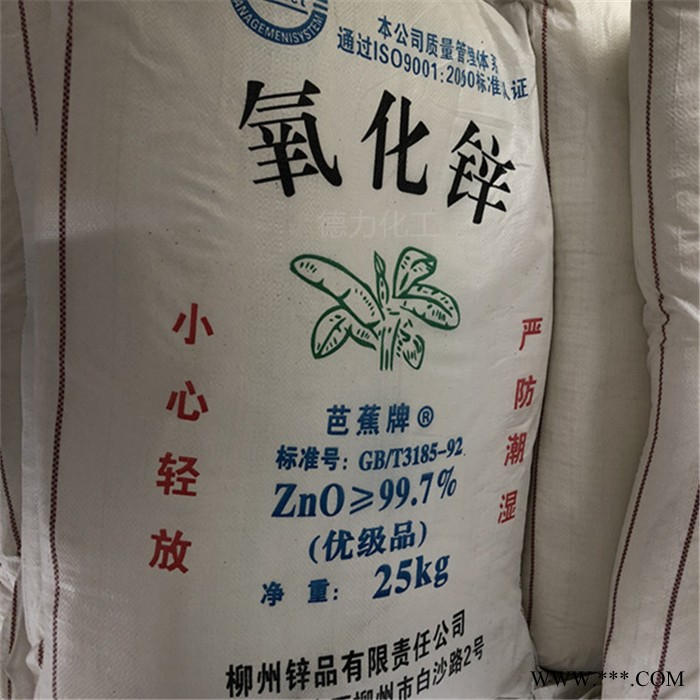 MANAGEMENTSYSTEM
本公司质量管理体系
通过ISO9001:2000标准认证
氧化锌
德力化工
小心轻放
严防潮湿
芭蕉牌®
标准号:GB/T3185-92
ZnO≥99.7%
(优级品)
净重: 25kg
柳州锌品有限责任公司
柳州市白沙路2号
www.***.COM